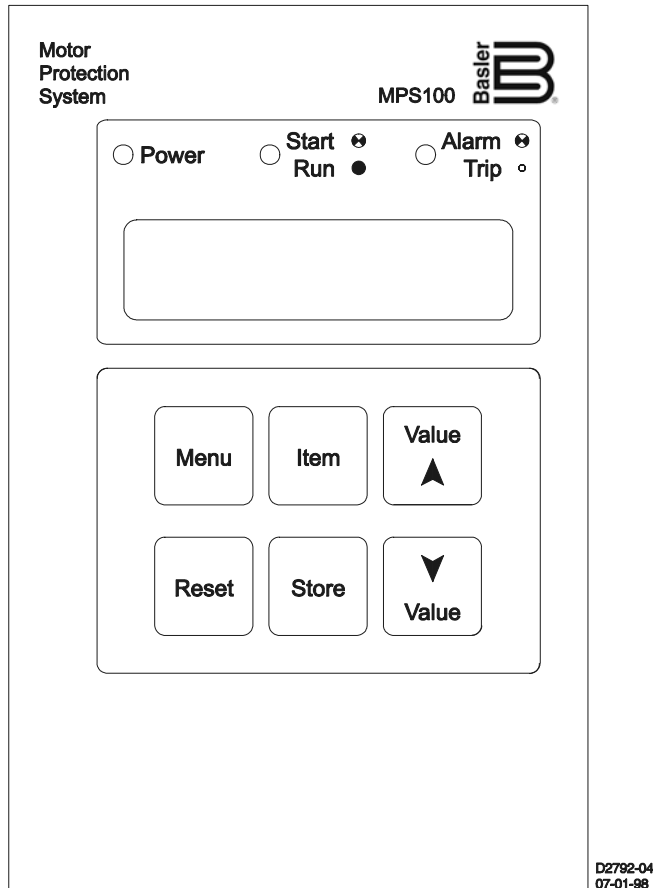 Motor
Protection
System
MPS100
Basler
B
®
Power
Start
Run
Alarm
Trip
Menu
Item
Value
Reset
Store
Value
D2792-04
07-01-98